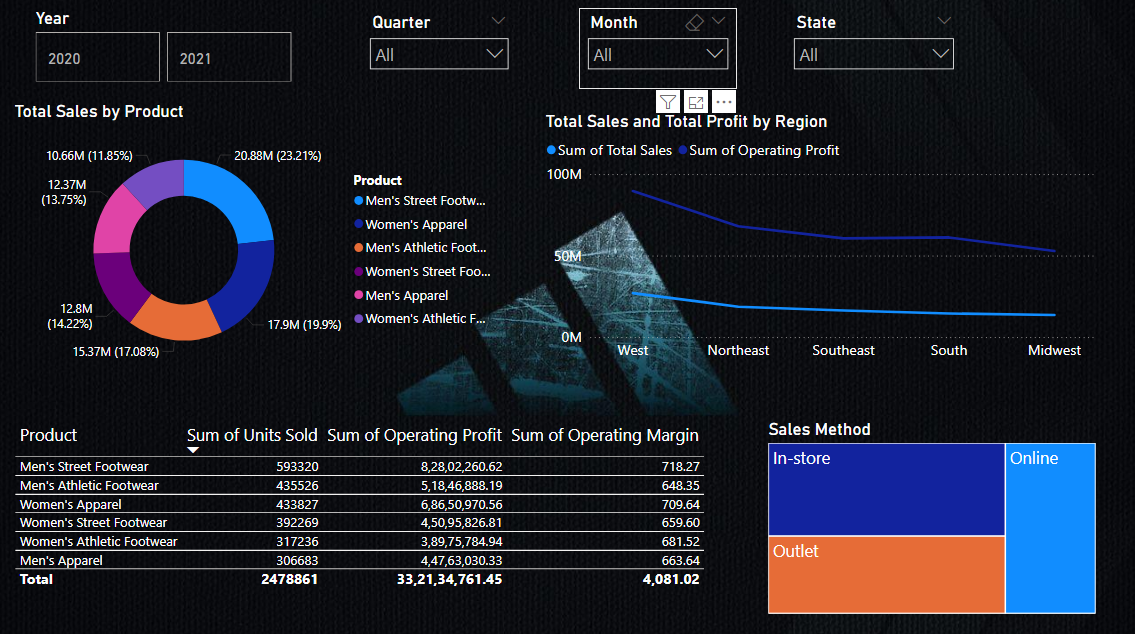 Year
2020
2021
Quarter
All
Month
All
State
All
Total Sales by Product
10.66M (11.85%)
20.88M (23.21%)
12.37M
(13.75%)
12.8M
(14.22%)
15.37M (17.08%)
17.9M (19.9%)
Product
Men's Street Footw...
Women's Apparel
Men's Athletic Foot...
Women's Street Foo...
Men's Apparel
Women's Athletic F...
Total Sales and Total Profit by Region
Sum of Total Sales Sum of Operating Profit
100M
50M
0M
West Northeast Southeast South Midwest
Product Sum of Units Sold Sum of Operating Profit Sum of Operating Margin
Men's Street Footwear 593320 8,28,02,260.62 718.27
Men's Athletic Footwear 435526 5,18,46,888.19 648.35
Women's Apparel 433827 6,86,50,970.56 709.64
Women's Street Footwear 392269 4,50,95,826.81 659.60
Women's Athletic Footwear 317236 3,89,75,784.94 681.52
Men's Apparel 306683 4,47,63,030.33 663.64
Total 2478861 33,21,34,761.45 4,081.02
Sales Method
In-store
Online
Outlet